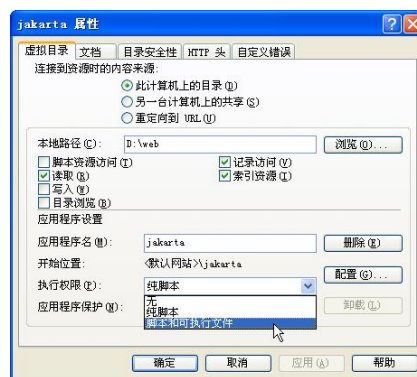 jakarta 属性
虚拟目录 文档 目录安全性 HTTP 头 自定义错误
连接到资源时的内容来源:
此计算机上的目录(D)
另一台计算机上的共享(S)
重定向到 URL(U)
本地路径(C): D:\web 浏览(O)...
脚本资源访问(T) 记录访问(V)
读取(R) 索引资源(I)
写入(W)
目录浏览(B)
应用程序设置
应用程序名(M): jakarta 删除(E)
开始位置: <默认网站>\jakarta
执行权限(P): 纯脚本 配置(G)...
无
应用程序保护(N): 纯脚本 卸载(L)
脚本和可执行文件
确定 取消 应用(A) 帮助